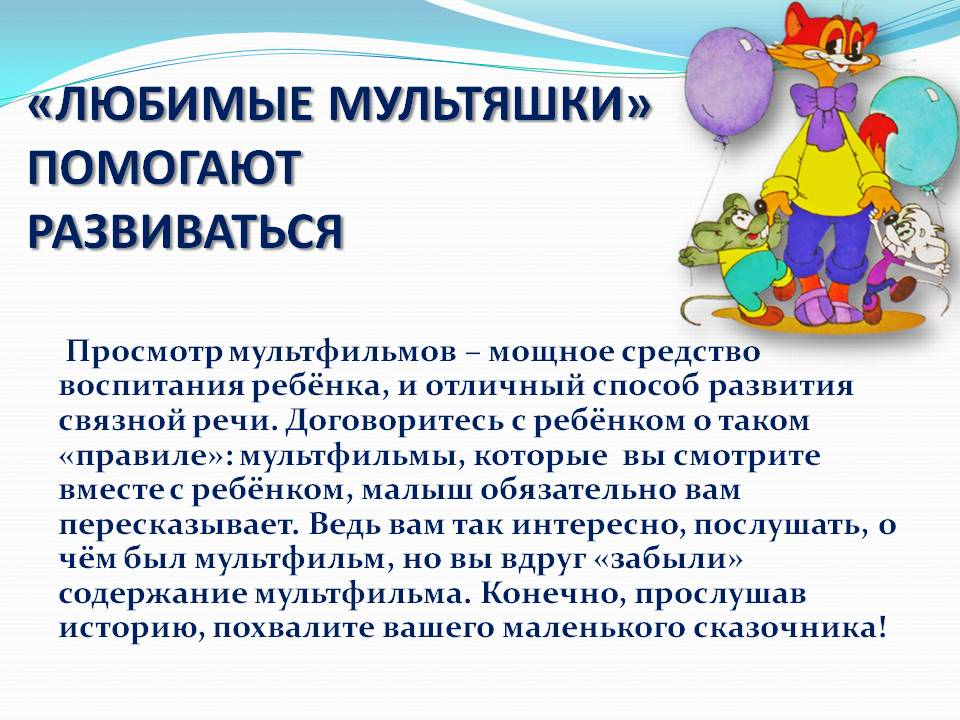 «ЛЮБИМЫЕ МУЛЬТЯШКИ»
ПОМОГАЮТ
РАЗВИВАТЬСЯ
Просмотр мультфильмов – мощное средство
воспитания ребёнка, и отличный способ развития
связной речи. Договоритесь с ребёнком о таком
«правиле»: мультфильмы, которые вы смотрите
вместе с ребёнком, малыш обязательно вам
пересказывает. Ведь вам так интересно, послушать, о
чём был мультфильм, но вы вдруг «забыли»
содержание мультфильма. Конечно, прослушав
историю, похвалите вашего маленького сказочника!